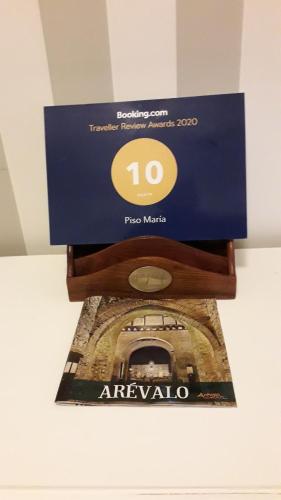 Booking.com
Traveller Review Awards 2020
10
Piso María
ARÉVALO